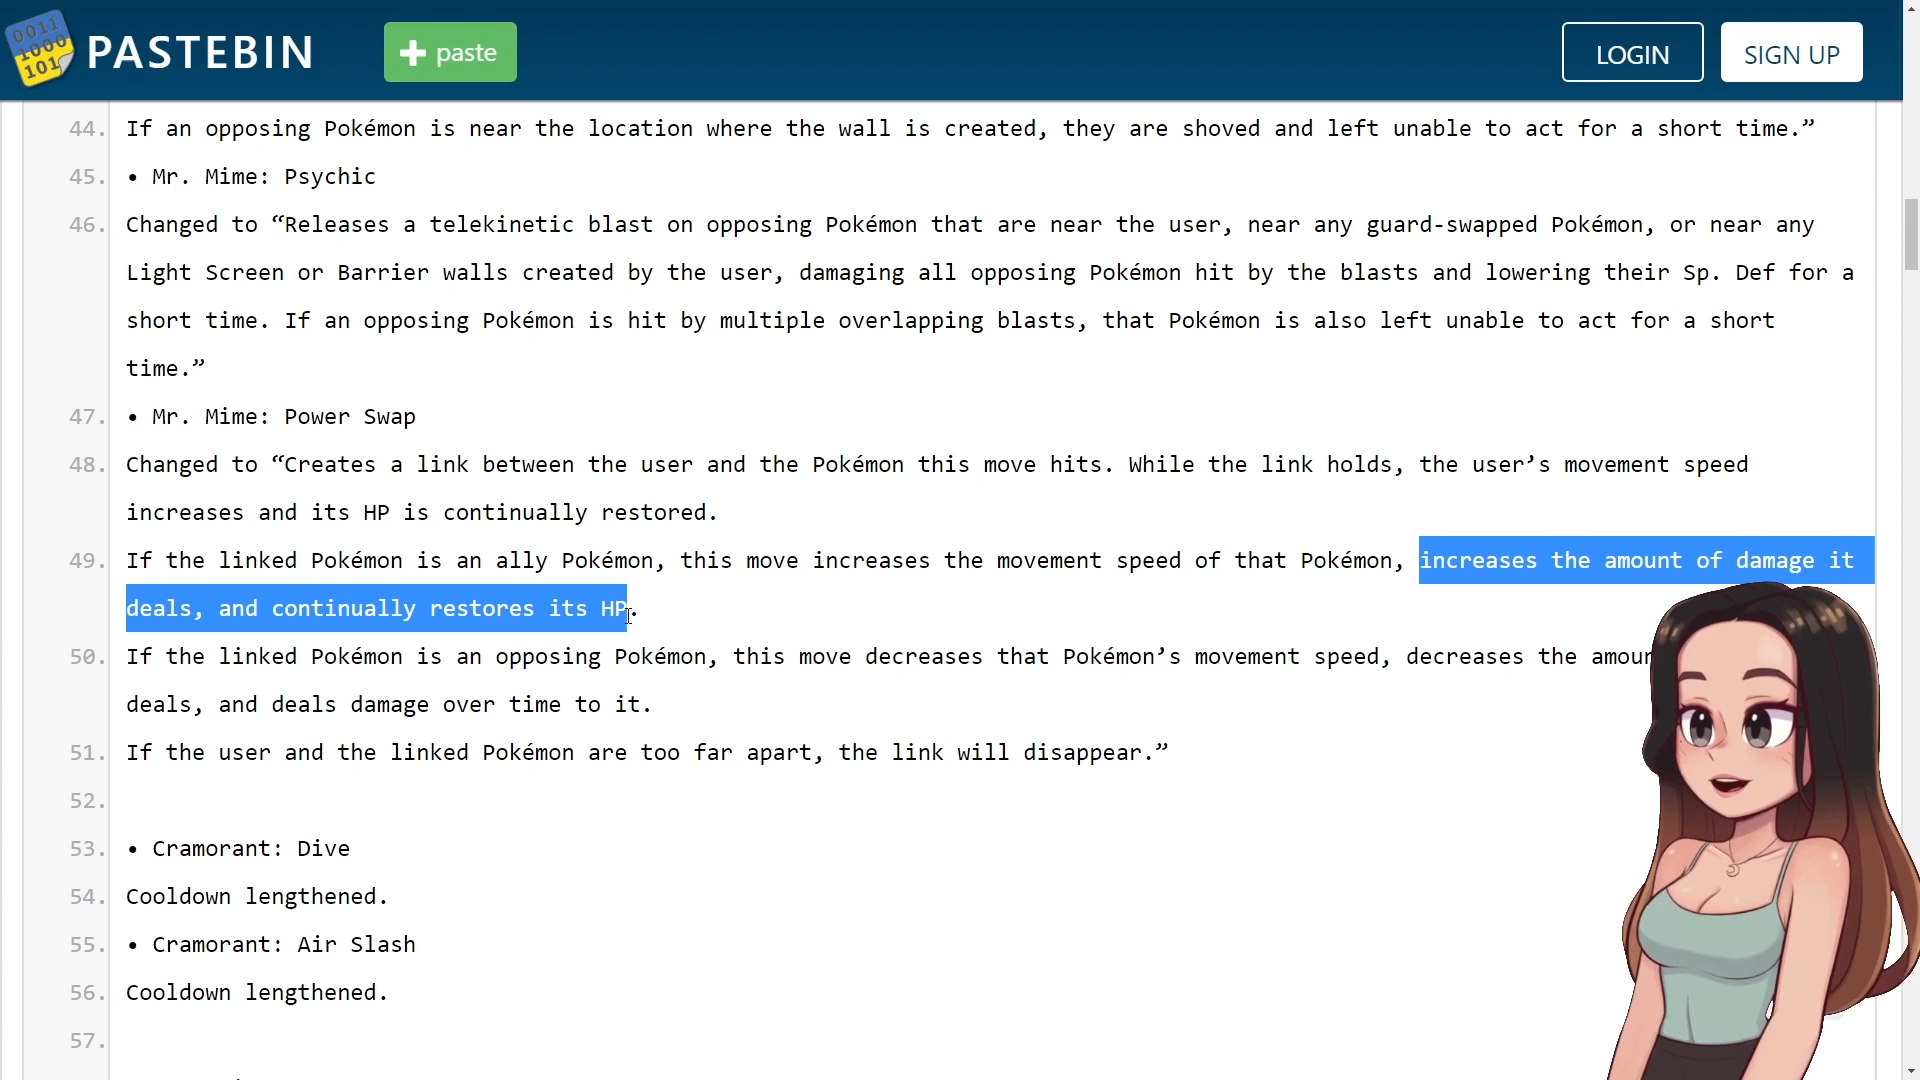 0011
1000
101
PASTEBIN
paste
LOGIN
SIGN UP
44. If an opposing Pokémon is near the location where the wall is created, they are shoved and left unable to act for a short time.”
45. • Mr. Mime: Psychic
46. Changed to “Releases a telekinetic blast on opposing Pokémon that are near the user, near any guard-swapped Pokémon, or near any
Light Screen or Barrier walls created by the user, damaging all opposing Pokémon hit by the blasts and lowering their Sp. Def for a
short time. If an opposing Pokémon is hit by multiple overlapping blasts, that Pokémon is also left unable to act for a short
time.”
47. • Mr. Mime: Power Swap
48. Changed to “Creates a link between the user and the Pokémon this move hits. While the link holds, the user’s movement speed
increases and its HP is continually restored.
49. If the linked Pokémon is an ally Pokémon, this move increases the movement speed of that Pokémon, increases the amount of damage it
deals, and continually restores its HP.
50. If the linked Pokémon is an opposing Pokémon, this move decreases that Pokémon’s movement speed, decreases the
deals, and deals damage over time to it.
51. If the user and the linked Pokémon are too far apart, the link will disappear.”
52.
53. • Cramorant: Dive
54. Cooldown lengthened.
55. • Cramorant: Air Slash
56. Cooldown lengthened.
57.